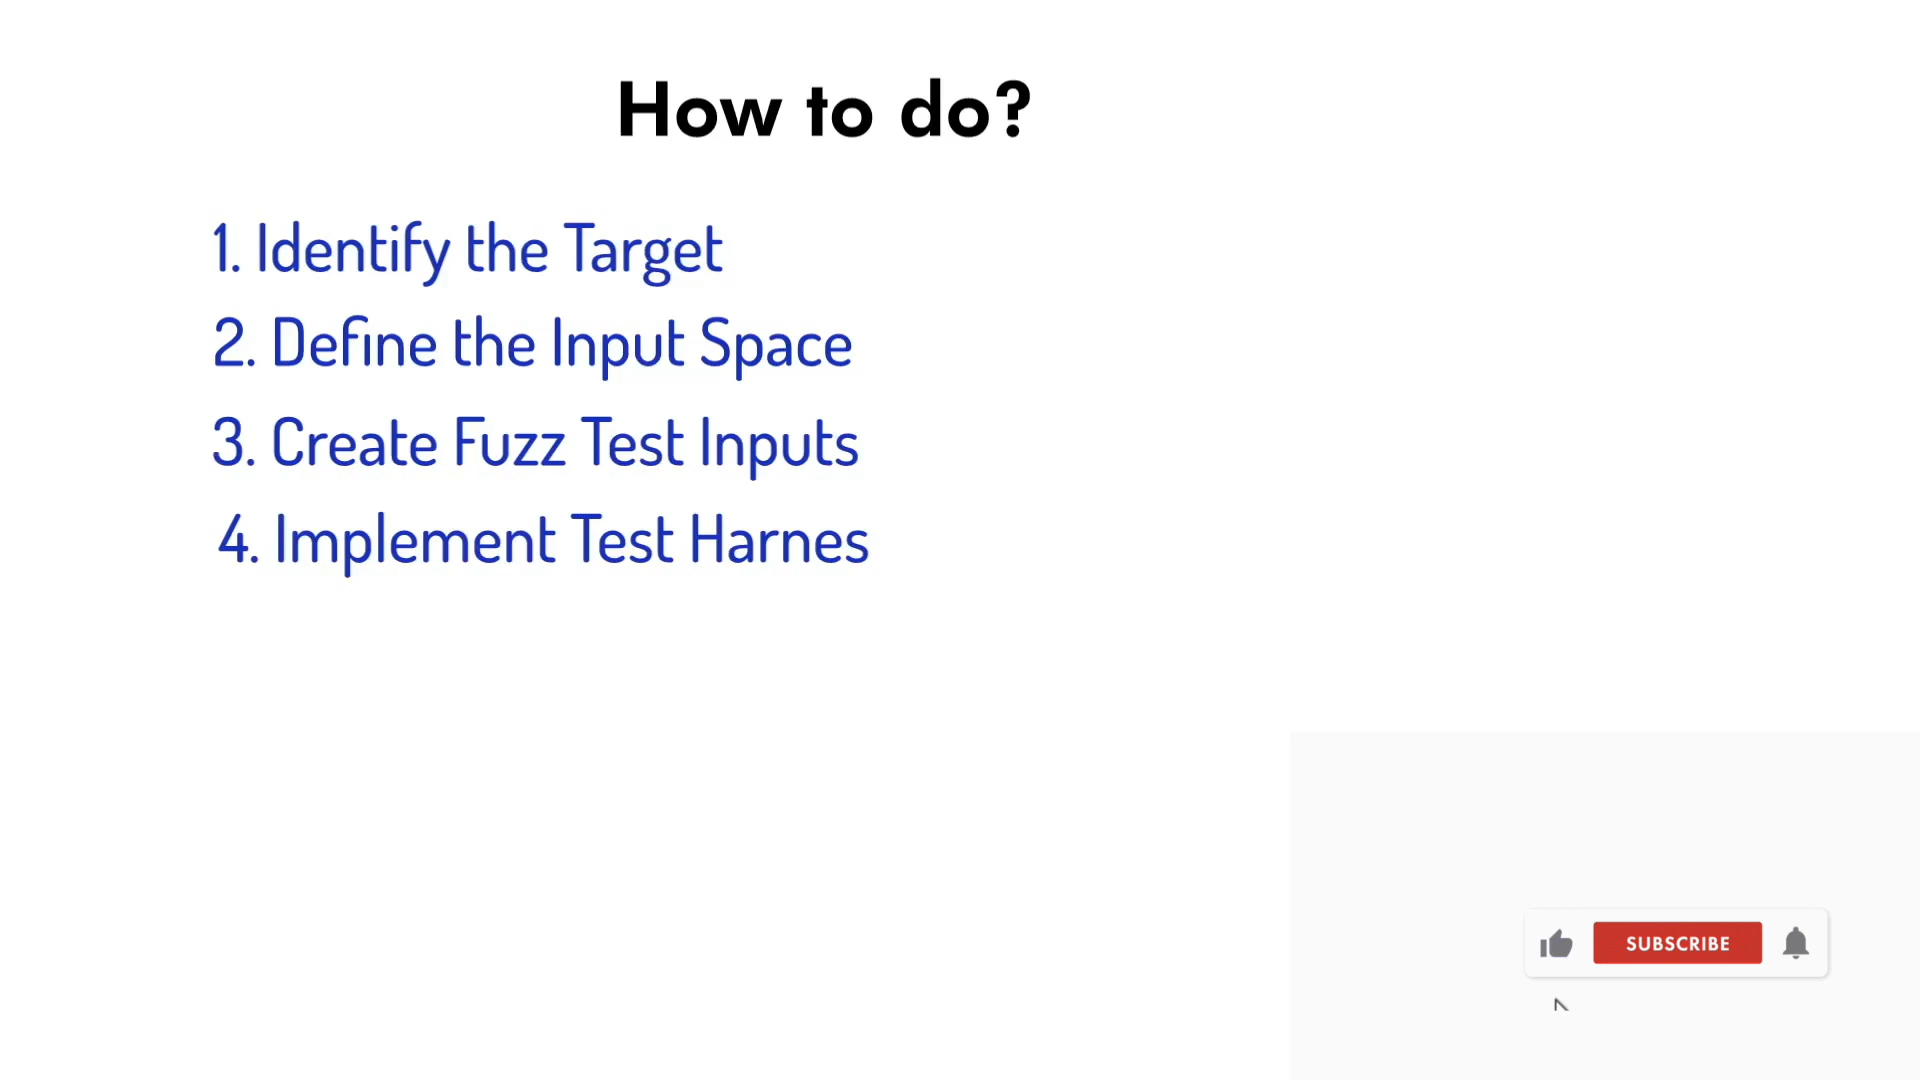 How to do?
1. Identify the Target
2. Define the Input Space
3. Create Fuzz Test Inputs
4. Implement Test Harnes
SUBSCRIBE